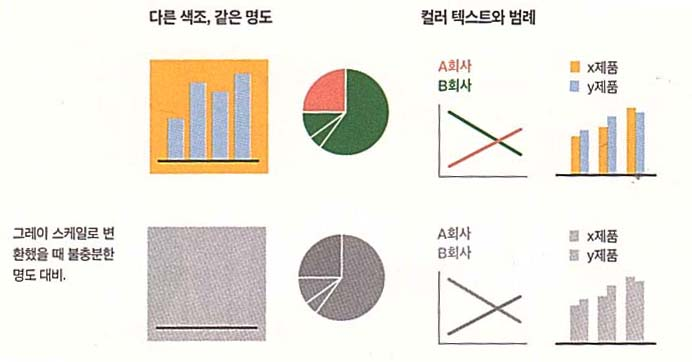 다른 색조, 같은 명도
컬러 텍스트와 범례
A회사
B회사
x제품
y제품
그레이 스케일로 변
환했을 때 불충분한
명도 대비.
A회사
B회사
x제품
y제품